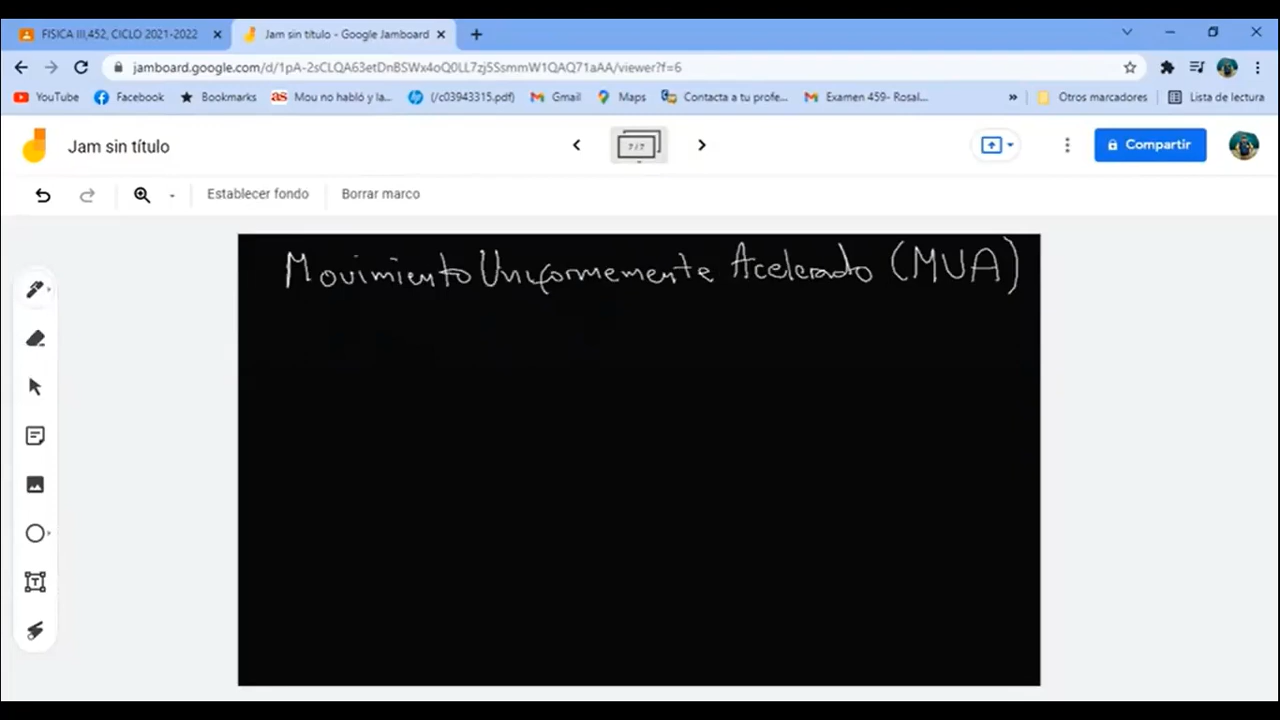 FISICA III,452, CICLO 2021-2022
Jam sin título - Google Jamboard
jamboard.google.com/d/1pA-2sCLQA63etDnBSWx4oQ0LL7zj5SsmmW1QAQ71aAA/viewer?f=6
YouTube Facebook Bookmarks Mou no habló y la... (/c03943315.pdf) Gmail Maps Contacta a tu profe... Examen 459- Rosal... » Otros marcadores Lista de lectura
Jam sin título
7 / 7
Compartir
Establecer fondo Borrar marco
Movimiento Uniformemente Acelerado (MUA)